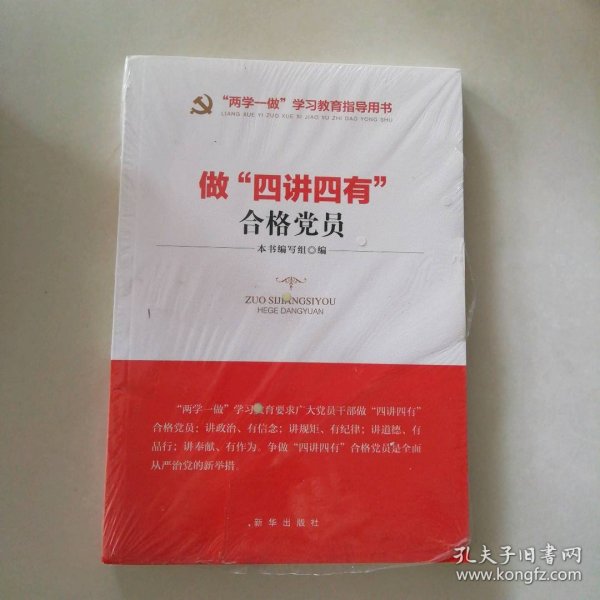 “两学一做”学习教育指导用书
LIANG XUE YI ZUO XUE XI JIAO YU ZHI DAO YONG SHU
做“四讲四有”
合格党员
本书编写组◎编
ZUO SIJIANGSIYOU
HEGE DANGYUAN
“两学一做”学习教育要求广大党员干部做“四讲四有”
合格党员：讲政治、有信念；讲规矩、有纪律；讲道德、有
品行；讲奉献、有作为。争做“四讲四有”合格党员是全面
从严治党的新举措。
新华出版社
孔夫子旧书网
www.kongfz.com